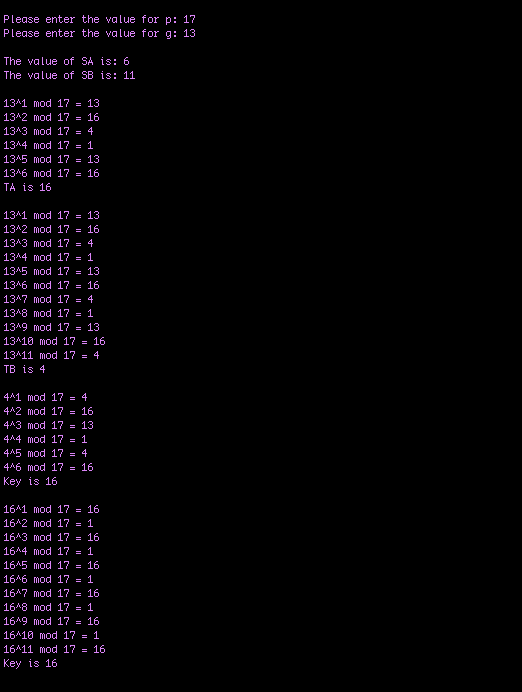 Please enter the value for p: 17
Please enter the value for g: 13
The value of SA is: 6
The value of SB is: 11
13^1 mod 17 = 13
13^2 mod 17 = 16
13^3 mod 17 = 4
13^4 mod 17 = 1
13^5 mod 17 = 13
13^6 mod 17 = 16
TA is 16
13^1 mod 17 = 13
13^2 mod 17 = 16
13^3 mod 17 = 4
13^4 mod 17 = 1
13^5 mod 17 = 13
13^6 mod 17 = 16
13^7 mod 17 = 4
13^8 mod 17 = 1
13^9 mod 17 = 13
13^10 mod 17 = 16
13^11 mod 17 = 4
TB is 4
4^1 mod 17 = 4
4^2 mod 17 = 16
4^3 mod 17 = 13
4^4 mod 17 = 1
4^5 mod 17 = 4
4^6 mod 17 = 16
Key is 16
16^1 mod 17 = 16
16^2 mod 17 = 1
16^3 mod 17 = 16
16^4 mod 17 = 1
16^5 mod 17 = 16
16^6 mod 17 = 1
16^7 mod 17 = 16
16^8 mod 17 = 1
16^9 mod 17 = 16
16^10 mod 17 = 1
16^11 mod 17 = 16
Key is 16